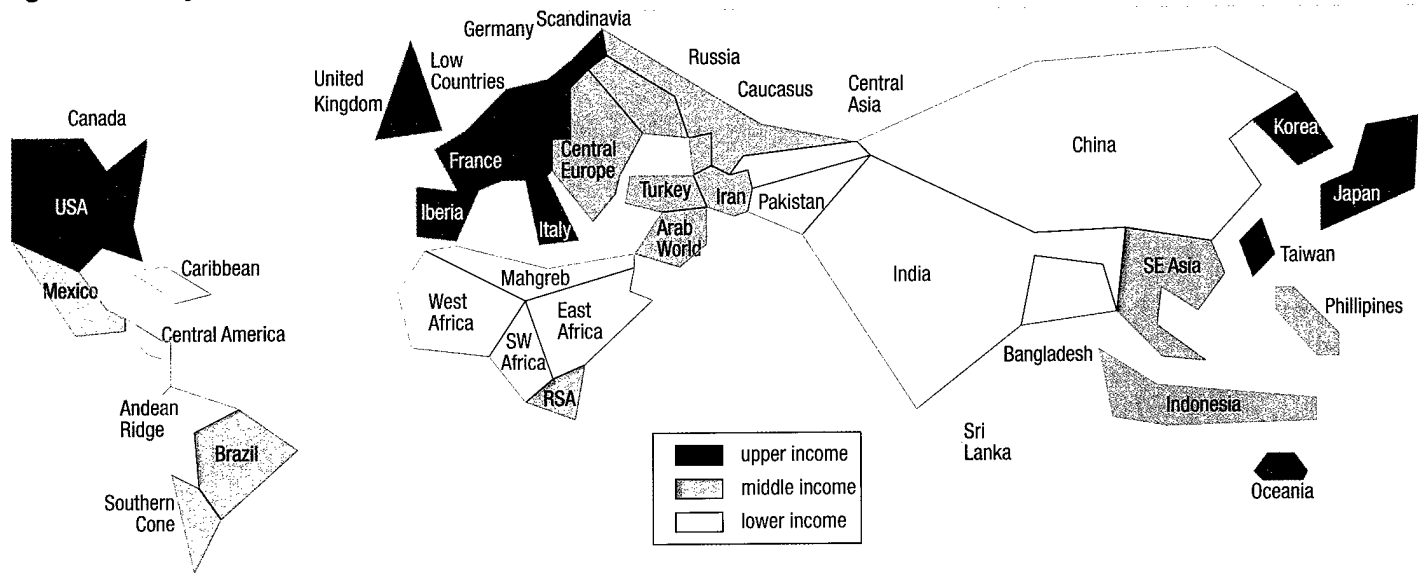 Scandinavia
Germany
Low
Countries
United
Kingdom
Russia
Caucasus
Central
Asia
Canada
USA
France
Central
Europe
China
Korea
Japan
Iberia
Italy
Turkey
Iran
Pakistan
Arab
World
Taiwan
SE Asia
Phillipines
India
Caribbean
Mexico
Central America
Mahgreb
West
Africa
East
Africa
SW
Africa
RSA
Bangladesh
Indonesia
Andean
Ridge
Brazil
Southern
Cone
Sri
Lanka
Oceania
upper income
middle income
lower income